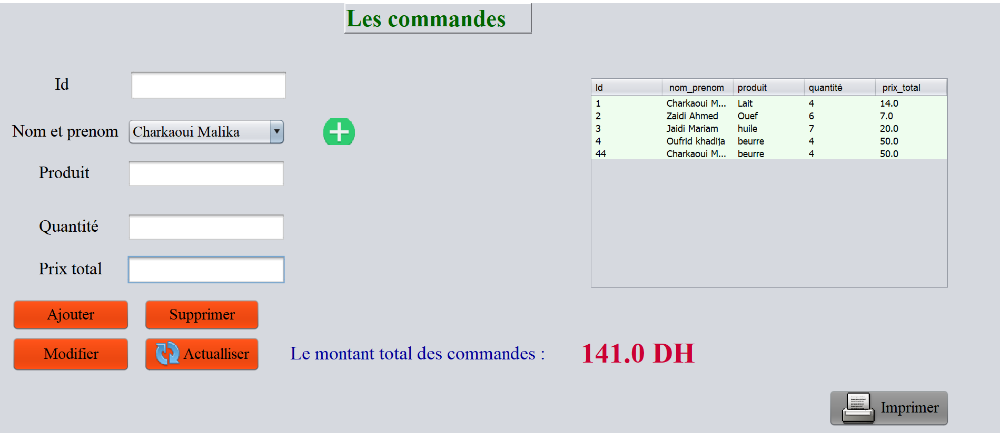 Les commandes
Id
Nom et prenom Charkaoui Malika
Produit
Quantité
Prix total
Ajouter Supprimer
Modifier Actualliser
Id nom_prenom produit quantité prix_total
1 Charkaoui M... Lait 4 14.0
2 Zaidi Ahmed Ouef 6 7.0
3 Jaidi Mariam huile 7 20.0
4 Oufrid khadija beurre 4 50.0
44 Charkaoui M... beurre 4 50.0
Le montant total des commandes : 141.0 DH
Imprimer